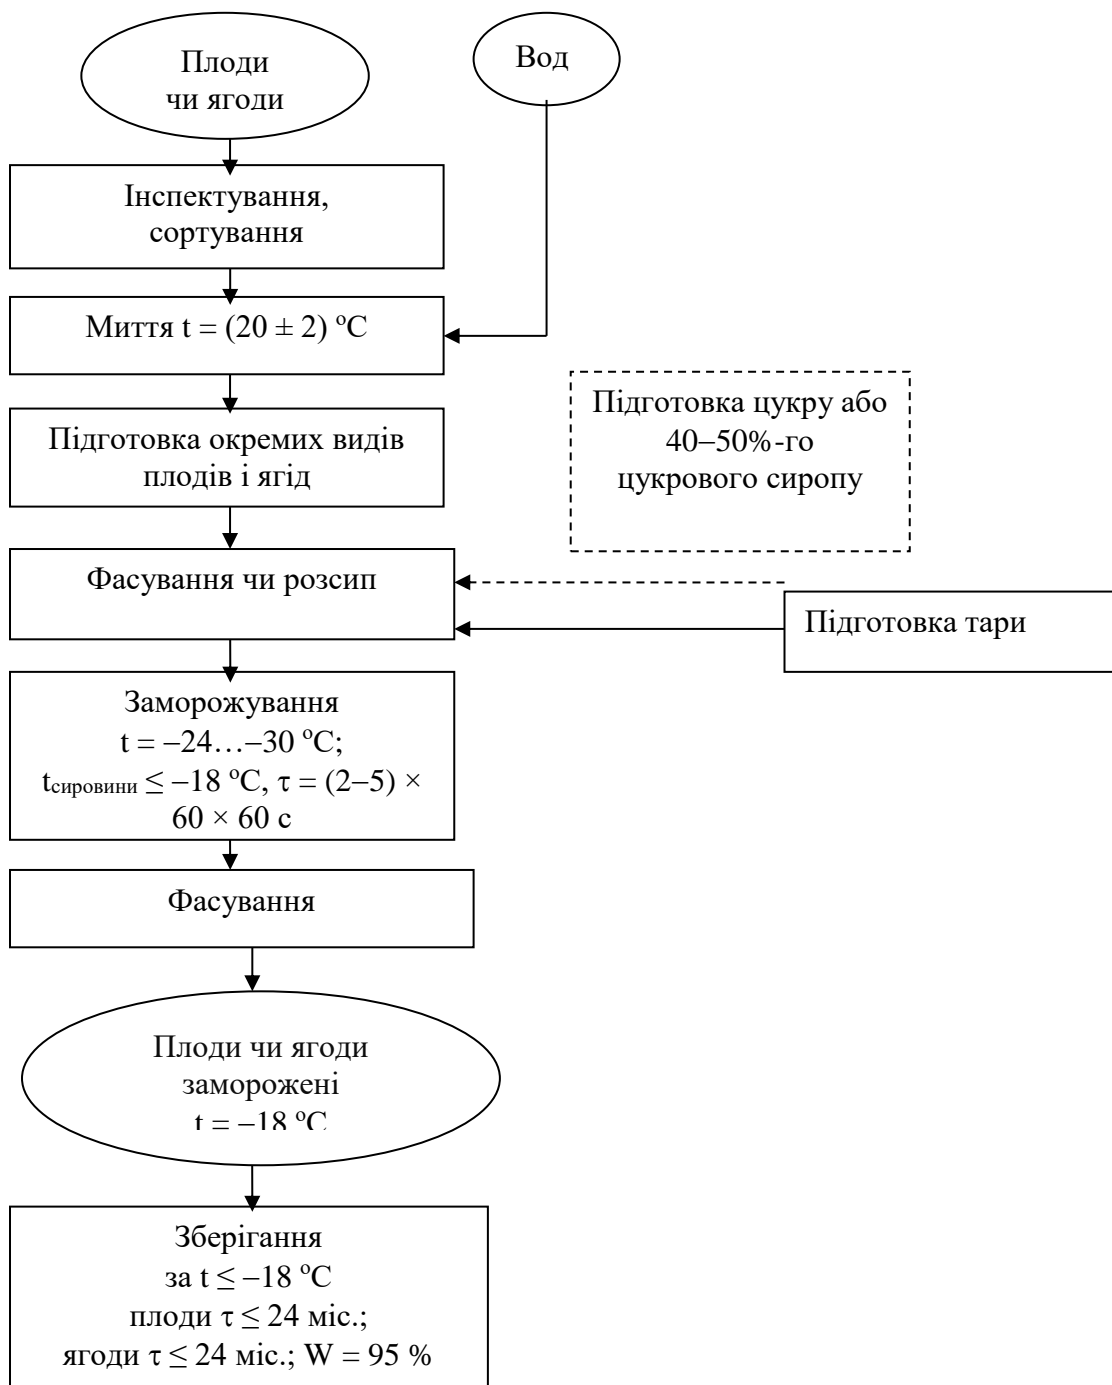 Плоди
чи ягоди
Вод
Інспектування,
сортування
Миття t = (20 ± 2) ºС
Підготовка окремих видів
плодів і ягід
Підготовка цукру або
40–50%-го
цукрового сиропу
Фасування чи розсип
Підготовка тари
Заморожування
t = –24…–30 ºС;
tсировини ≤ –18 ºС, τ = (2–5) ×
60 × 60 с
Фасування
Плоди чи ягоди
заморожені
t = –18 ºС
Зберігання
за t ≤ –18 ºС
плоди τ ≤ 24 міс.;
ягоди τ ≤ 24 міс.; W = 95 %